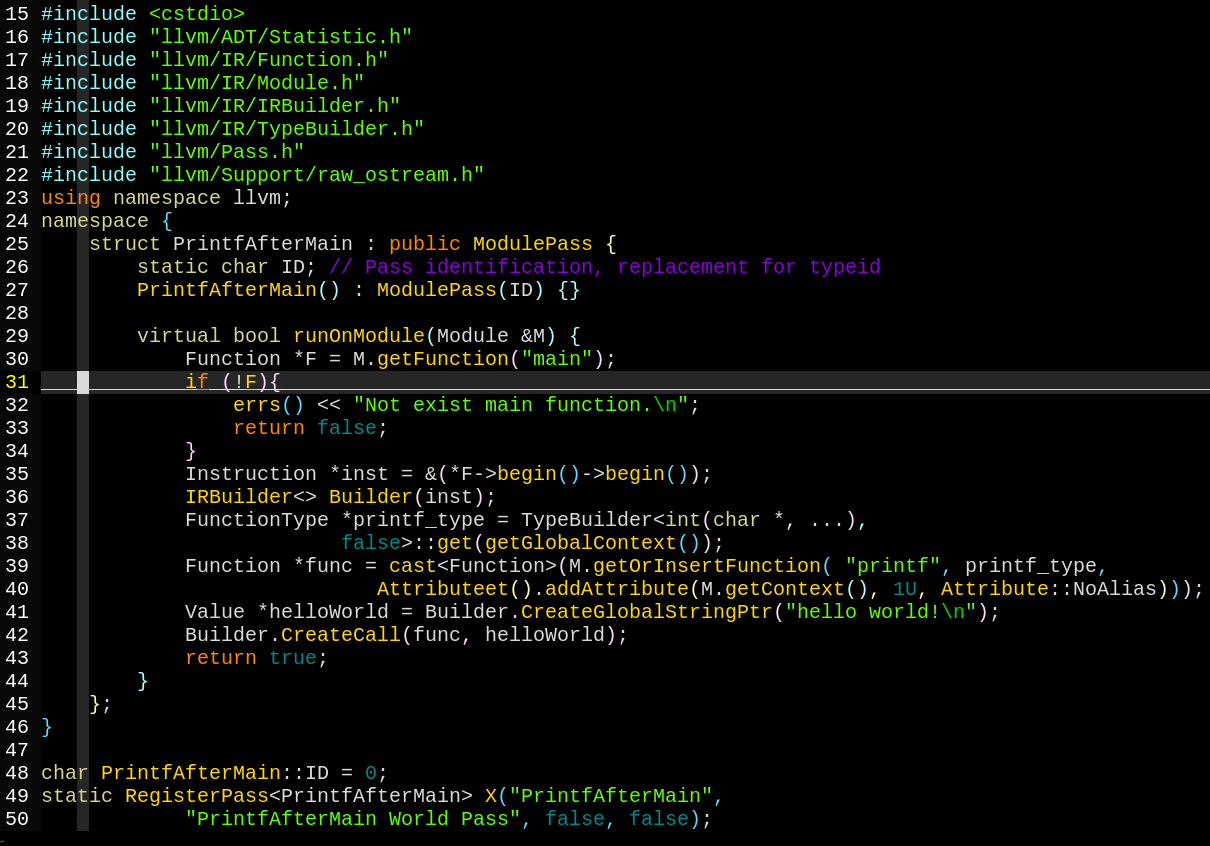 15 #include <cstdio>
16 #include "llvm/ADT/Statistic.h"
17 #include "llvm/IR/Function.h"
18 #include "llvm/IR/Module.h"
19 #include "llvm/IR/IRBuilder.h"
20 #include "llvm/IR/TypeBuilder.h"
21 #include "llvm/Pass.h"
22 #include "llvm/Support/raw_ostream.h"
23 using namespace llvm;
24 namespace {
25     struct PrintfAfterMain : public ModulePass {
26         static char ID; // Pass identification, replacement for typeid
27         PrintfAfterMain() : ModulePass(ID) {}
28
29         virtual bool runOnModule(Module &M) {
30             Function *F = M.getFunction("main");
31             if (!F){
32                 errs() << "Not exist main function.\n";
33                 return false;
34             }
35             Instruction *inst = &(*F->begin()->begin());
36             IRBuilder<> Builder(inst);
37             FunctionType *printf_type = TypeBuilder<int(char *, ...),
38                          false>::get(getGlobalContext());
39             Function *func = cast<Function>(M.getOrInsertFunction( "printf", printf_type,
40                             Attributeet().addAttribute(M.getContext(), 1U, Attribute::NoAlias)));
41             Value *helloWorld = Builder.CreateGlobalStringPtr("hello world!\n");
42             Builder.CreateCall(func, helloWorld);
43             return true;
44         }
45     };
46 }
47
48 char PrintfAfterMain::ID = 0;
49 static RegisterPass<PrintfAfterMain> X("PrintfAfterMain",
50             "PrintfAfterMain World Pass", false, false);